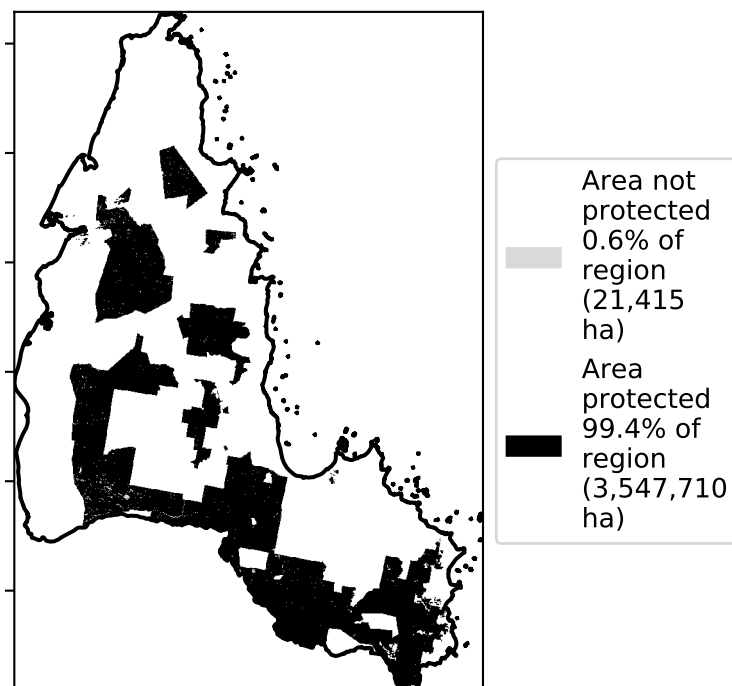 Area not
protected
0.6% of
region
(21,415
ha)
Area
protected
99.4% of
region
(3,547,710
ha)